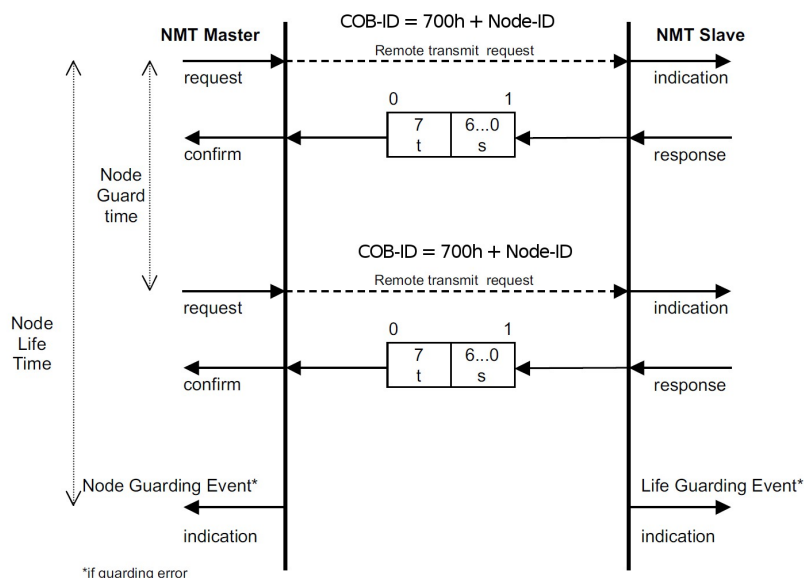 COB-ID = 700h + Node-ID
NMT Master
NMT Slave
Remote transmit request
request
indication
0 1
7 6...0
t s
confirm
response
Node
Guard
time
COB-ID = 700h + Node-ID
Remote transmit request
request
indication
Node
Life
Time
0 1
7 6...0
t s
confirm
response
Node Guarding Event*
Life Guarding Event*
indication
indication
*if guarding error